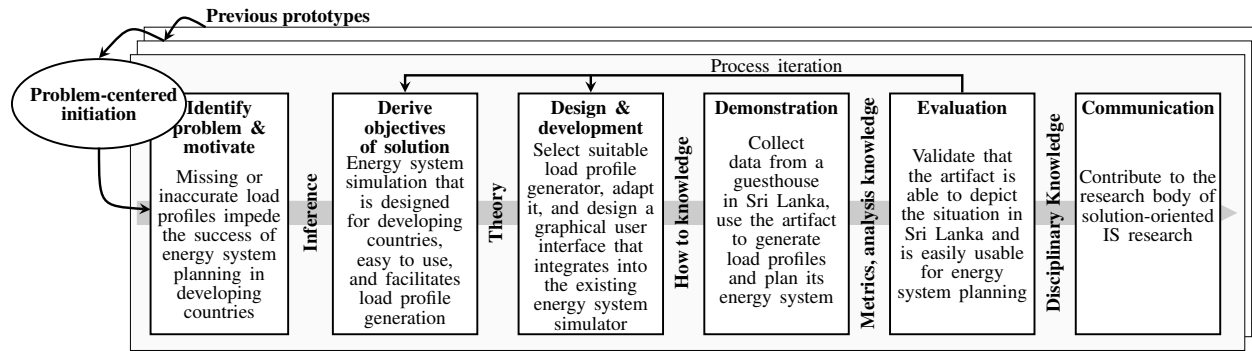 Previous prototypes
Process iteration
Problem-centered
initiation
Identify
problem &
motivate
Missing or
inaccurate load
profiles impede
the success of
energy system
planning in
developing
countries
Inference
Derive
objectives
of solution
Energy system
simulation that
is designed
for developing
countries,
easy to use,
and facilitates
load profile
generation
Theory
Design &
development
Select suitable
load profile
generator, adapt
it, and design a
graphical user
interface that
integrates into
the existing
energy system
simulator
How to knowledge
Demonstration
Collect
data from a
guesthouse
in Sri Lanka,
use the artifact
to generate
load profiles
and plan its
energy system
Metrics, analysis knowledge
Evaluation
Validate that
the artifact is
able to depict
the situation in
Sri Lanka and
is easily usable
for energy
system planning
Disciplinary Knowledge
Communication
Contribute to the
research body of
solution-oriented
IS research